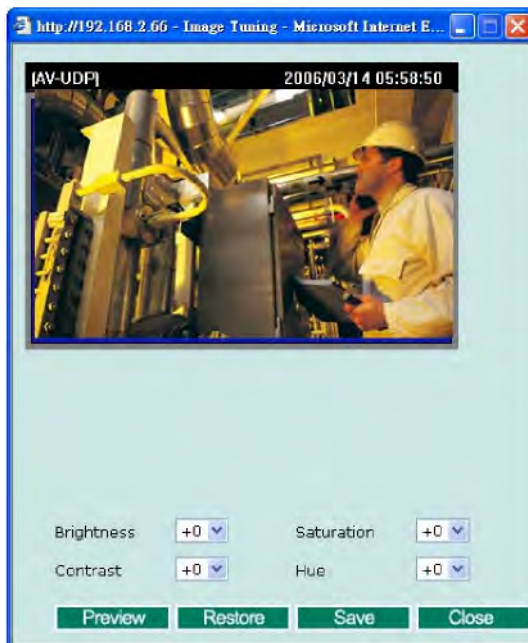 http://192.168.2.66 - Image Tuning - Microsoft Internet E...
(AV-UDP) 2006/03/14 05:58:50
Brightness +0 Saturation +0
Contrast +0 Hue +0
Preview Restore Save Close